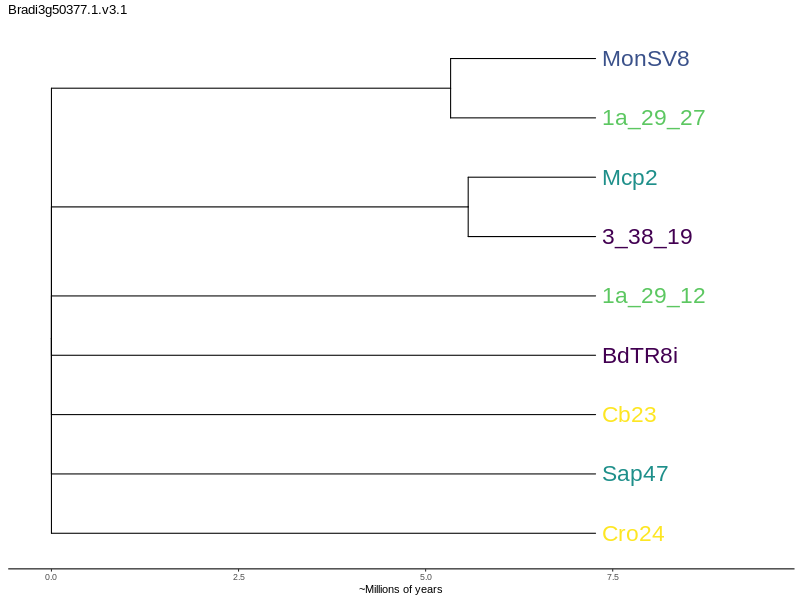 Bradi3g50377.1.v3.1
MonSV8
1a_29_27
Mcp2
3_38_19
1a_29_12
BdTR8i
Cb23
Sap47
Cro24
0.0 2.5 5.0 7.5
~Millions of years